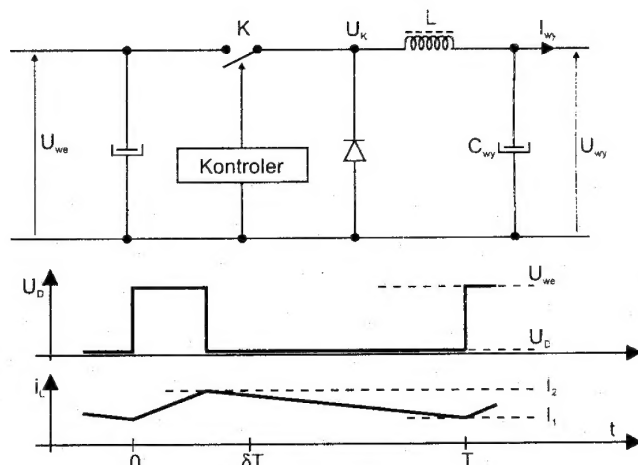 K
U_K
L
I_wy
U_we
Kontroler
C_wy
U_wy
U_D
U_we
U_D
i_L
I_2
I_1
t
0
δT
T